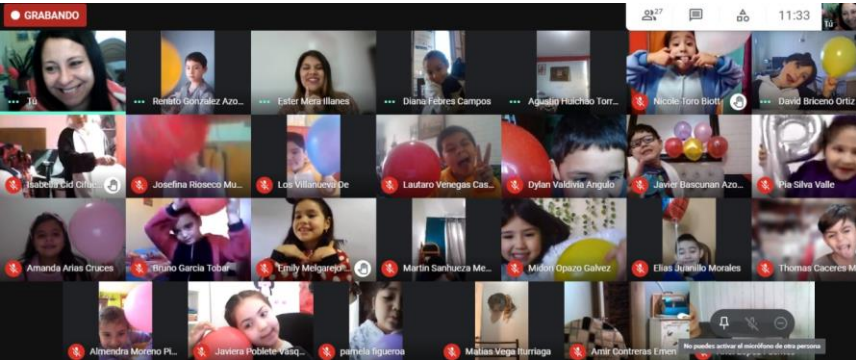 GRABANDO
27
11:33
Tú
Tú
Renato Gonzalez Azo...
Ester Mera Illanes
Diana Febres Campos
Agustin Huichao Torr...
Nicole Toro Biott
David Briceno Ortiz
Isabella Cid Cifue...
Josefina Rioseco Mu...
Los Villanueva De
Lautaro Venegas Cas...
Dylan Valdivia Angulo
Javier Bascunan Azo...
Pia Silva Valle
Amanda Arias Cruces
Bruno Garcia Tobar
Emily Melgarejo
Martin Sanhueza Me...
Midori Opazo Galvez
Elias Juanillo Morales
Thomas Caceres M
Almendra Moreno Pi...
Javiera Poblete Vasq...
pamela figueroa
Matias Vega Iturriaga
Amir Contreras Emen
No puedes activar el micrófono de otra persona